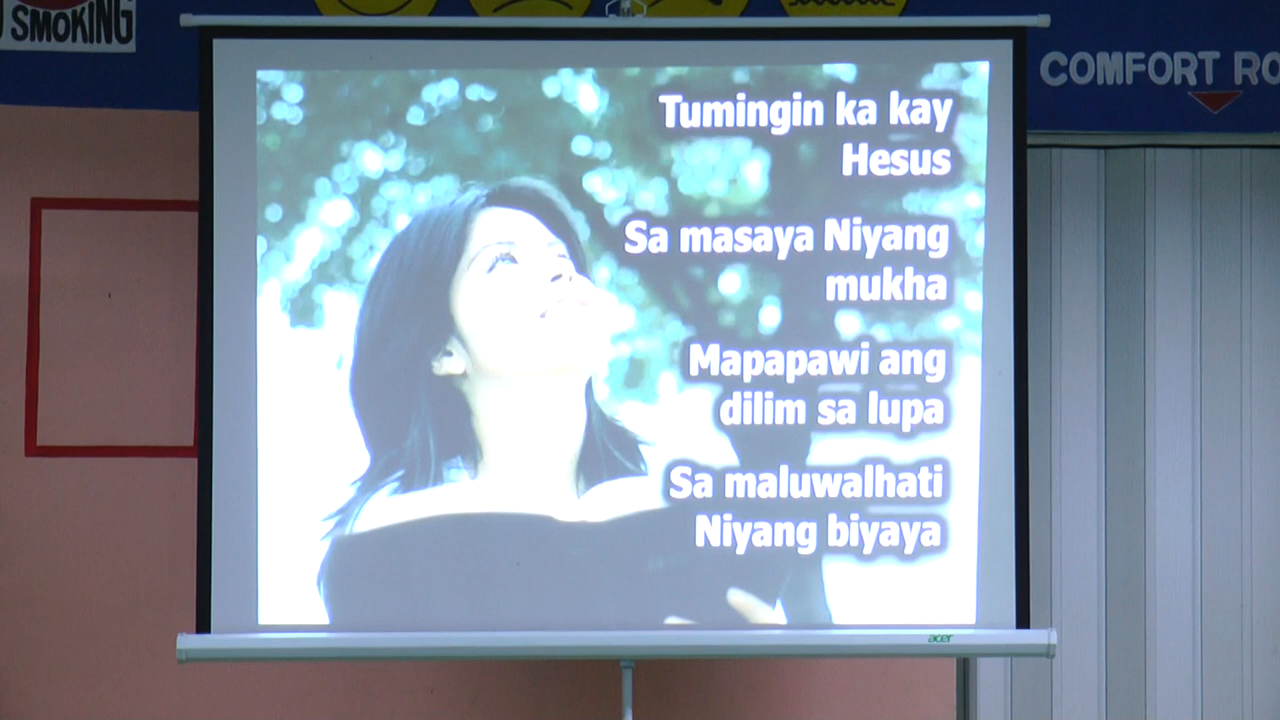 SMOKING
COMFORT RO
Tumingin ka kay
Hesus
Sa masaya Niyang
mukha
Mapapawi ang
dilim sa lupa
Sa maluwalhati
Niyang biyaya
acer